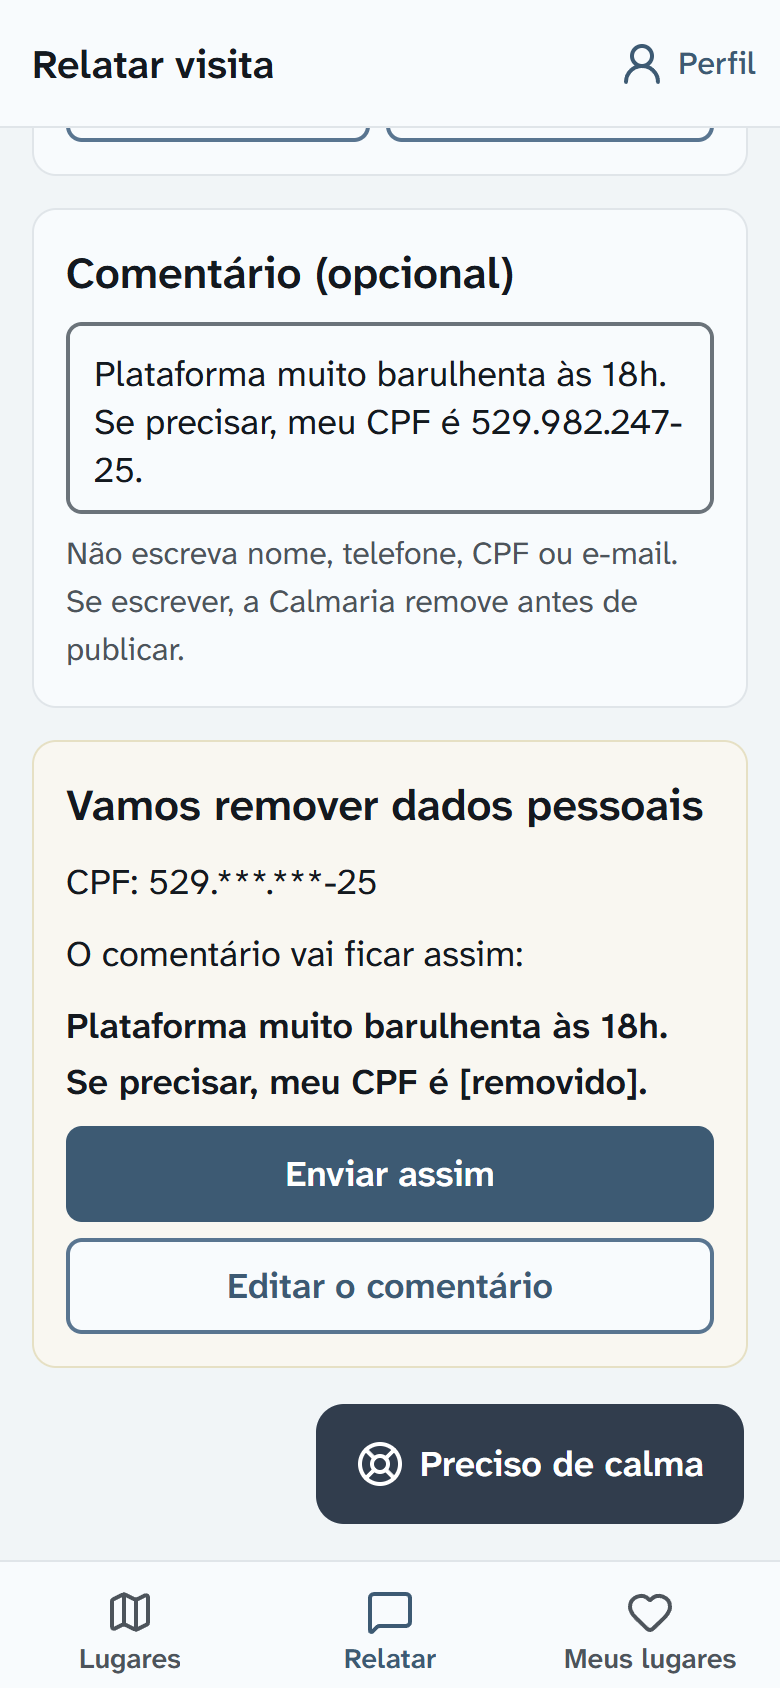 Relatar visita
Perfil
Comentário (opcional)
Plataforma muito barulhenta às 18h.
Se precisar, meu CPF é 529.982.247-
25.
Não escreva nome, telefone, CPF ou e-mail.
Se escrever, a Calmaria remove antes de
publicar.
Vamos remover dados pessoais
CPF: 529.***.***-25
O comentário vai ficar assim:
Plataforma muito barulhenta às 18h.
Se precisar, meu CPF é [removido].
Enviar assim
Editar o comentário
Preciso de calma
Lugares
Relatar
Meus lugares